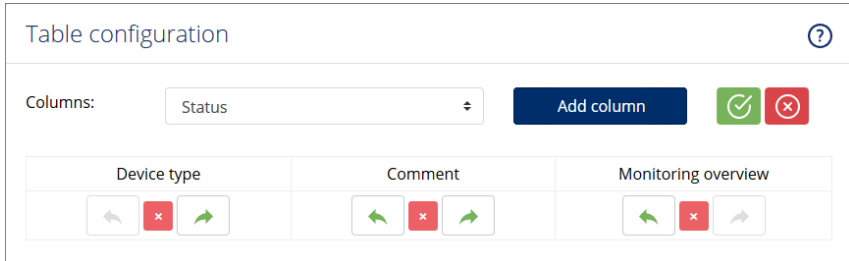 Table configuration
?
Columns:
Status
Add column
Device type
Comment
Monitoring overview